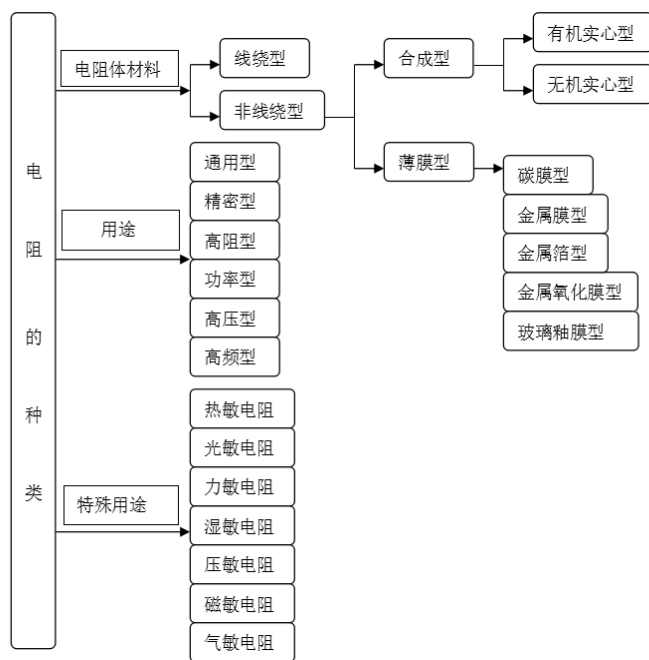 电阻的种类
电阻体材料
线绕型
非线绕型
合成型
有机实心型
无机实心型
薄膜型
碳膜型
金属膜型
金属箔型
金属氧化膜型
玻璃釉膜型
用途
通用型
精密型
高阻型
功率型
高压型
高频型
特殊用途
热敏电阻
光敏电阻
力敏电阻
湿敏电阻
压敏电阻
磁敏电阻
气敏电阻